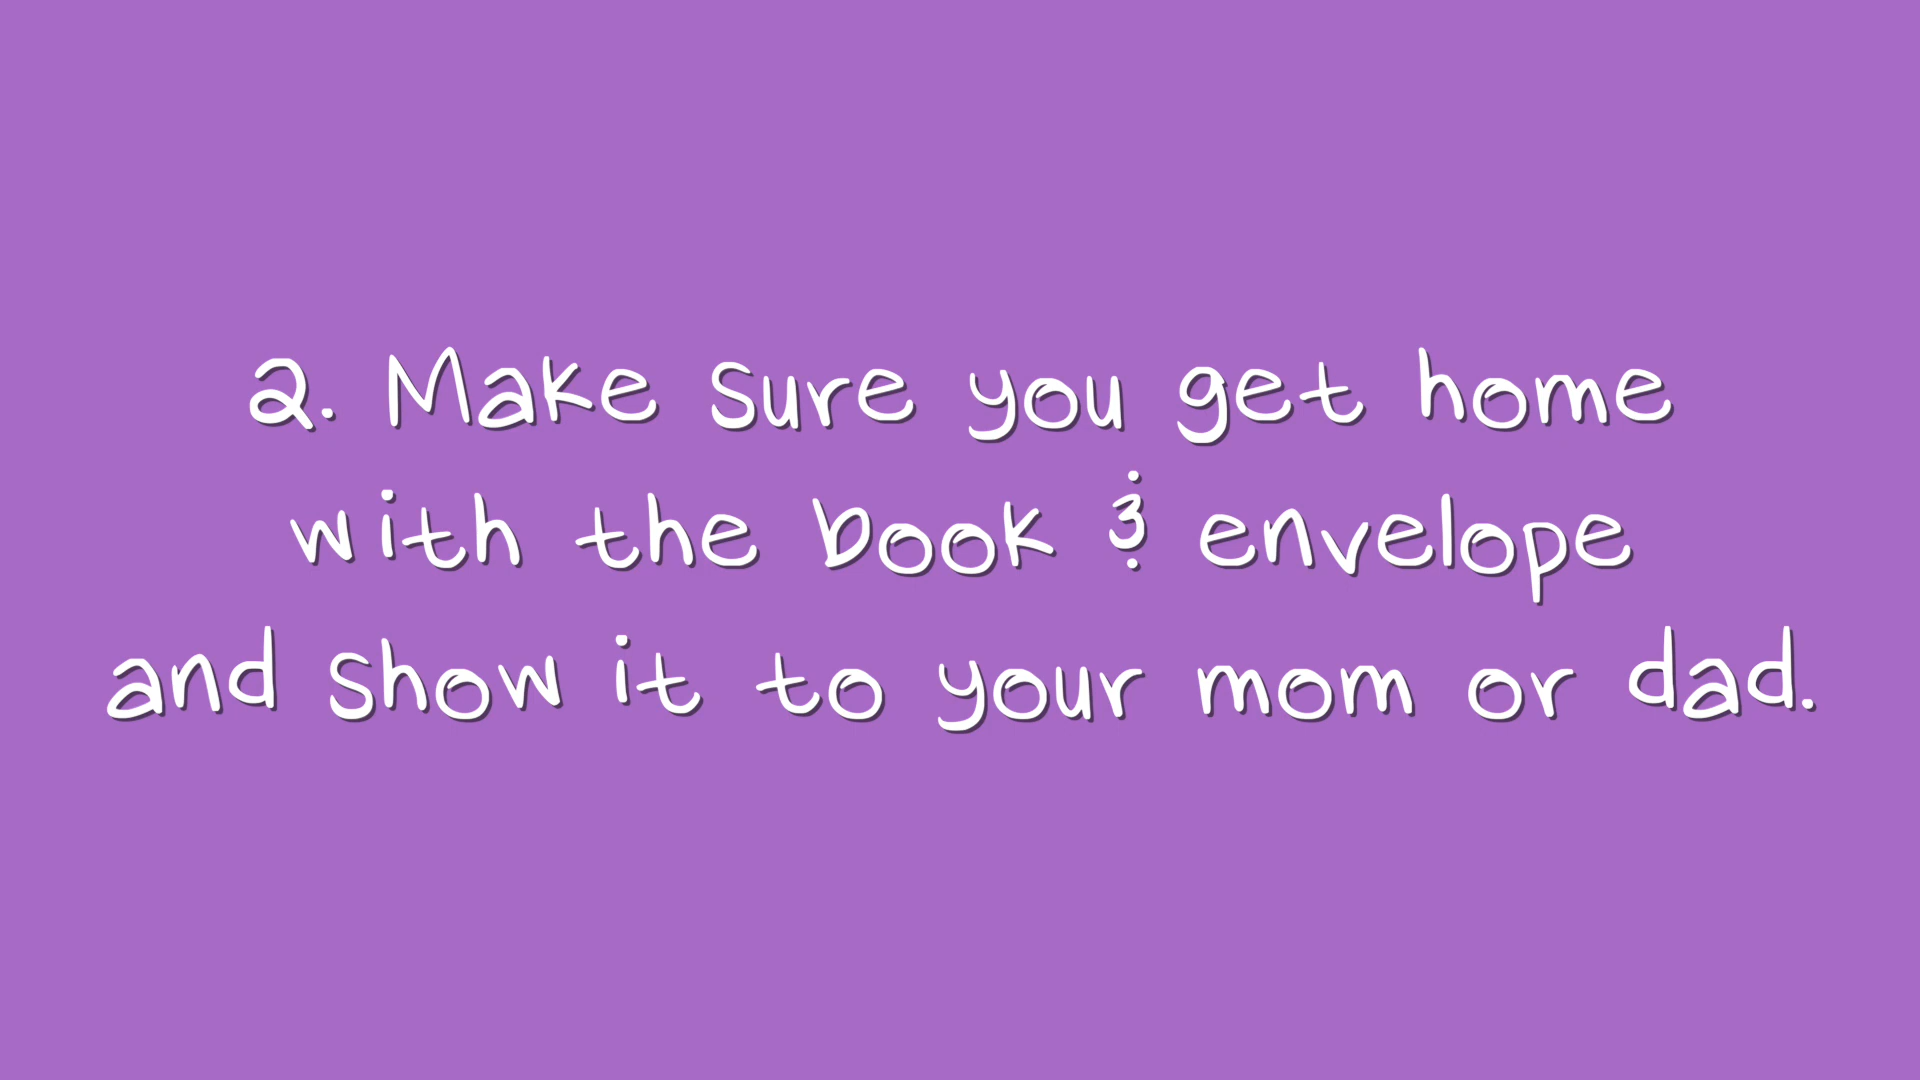 2. Make sure you get home
with the book & envelope
and show it to your mom or dad.